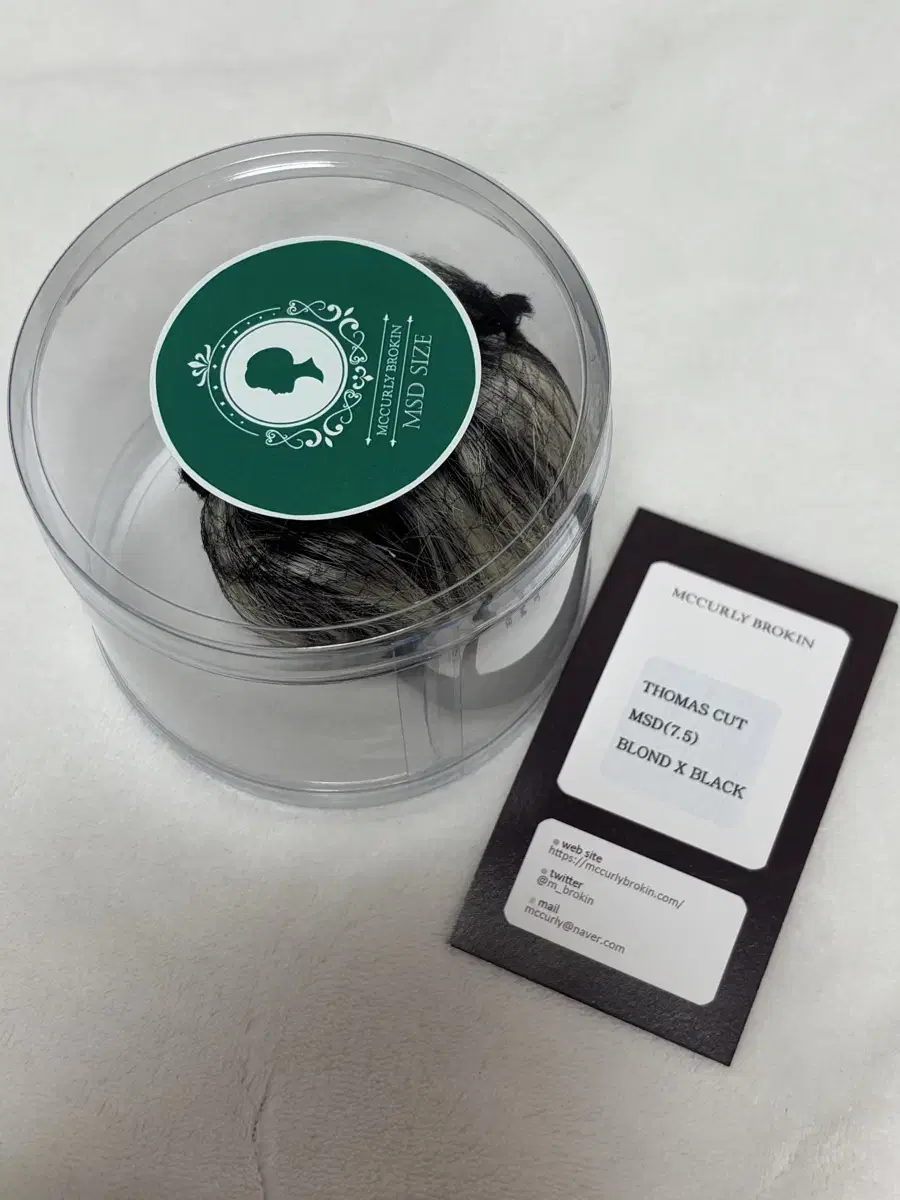 MCCURLY BROKIN
MSD SIZE
MCCURLY BROKIN
THOMAS CUT
MSD(7.5)
BLOND X BLACK
web site
https://mccurlybrokin.com/
twitter
@m_brokin
mail
mccurly@naver.com